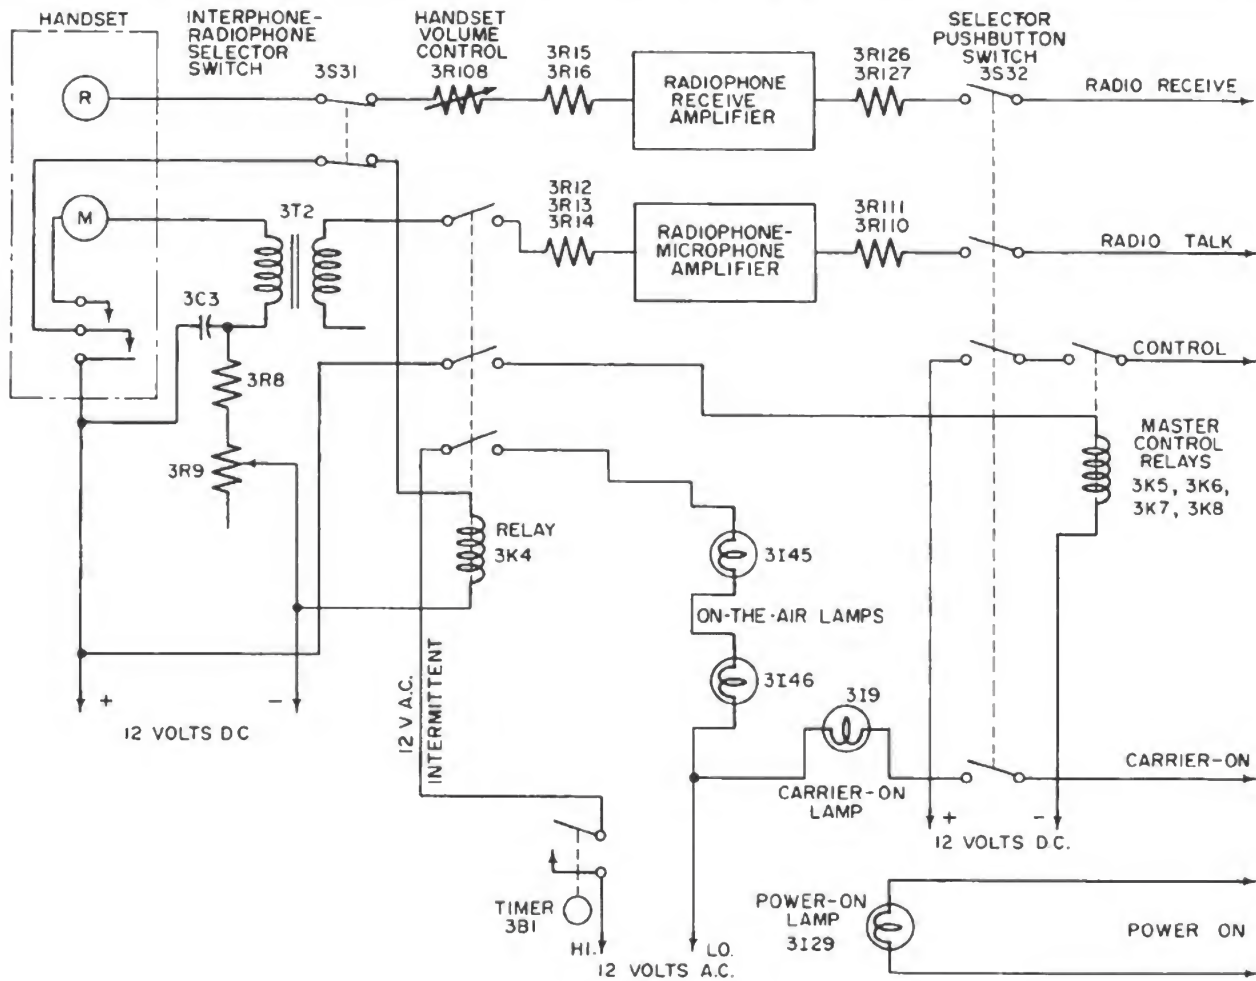 HANDSET
INTERPHONE-
RADIOPHONE
SELECTOR
SWITCH
3S31
HANDSET
VOLUME
CONTROL
3R108
3R15
3R16
RADIOPHONE
RECEIVE
AMPLIFIER
3R126
3R127
SELECTOR
PUSHBUTTON
SWITCH
3S32
RADIO RECEIVE
R
M
3T2
3R12
3R13
3R14
RADIOPHONE-
MICROPHONE
AMPLIFIER
3R111
3R110
RADIO TALK
3C3
3R8
3R9
CONTROL
MASTER
CONTROL
RELAYS
3K5, 3K6,
3K7, 3K8
RELAY
3K4
3I45
ON-THE-AIR LAMPS
3I46
+ -
12 VOLTS DC
12 V A.C.
INTERMITTENT
3I9
CARRIER-ON
LAMP
CARRIER-ON
+ -
12 VOLTS D.C.
TIMER
3B1
HI. LO.
12 VOLTS A.C.
POWER-ON
LAMP
3I29
POWER ON